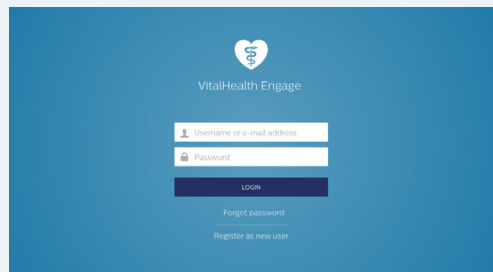 VitalHealth Engage
Username or e-mail address
Password
LOGIN
Forgot password
Register as new user